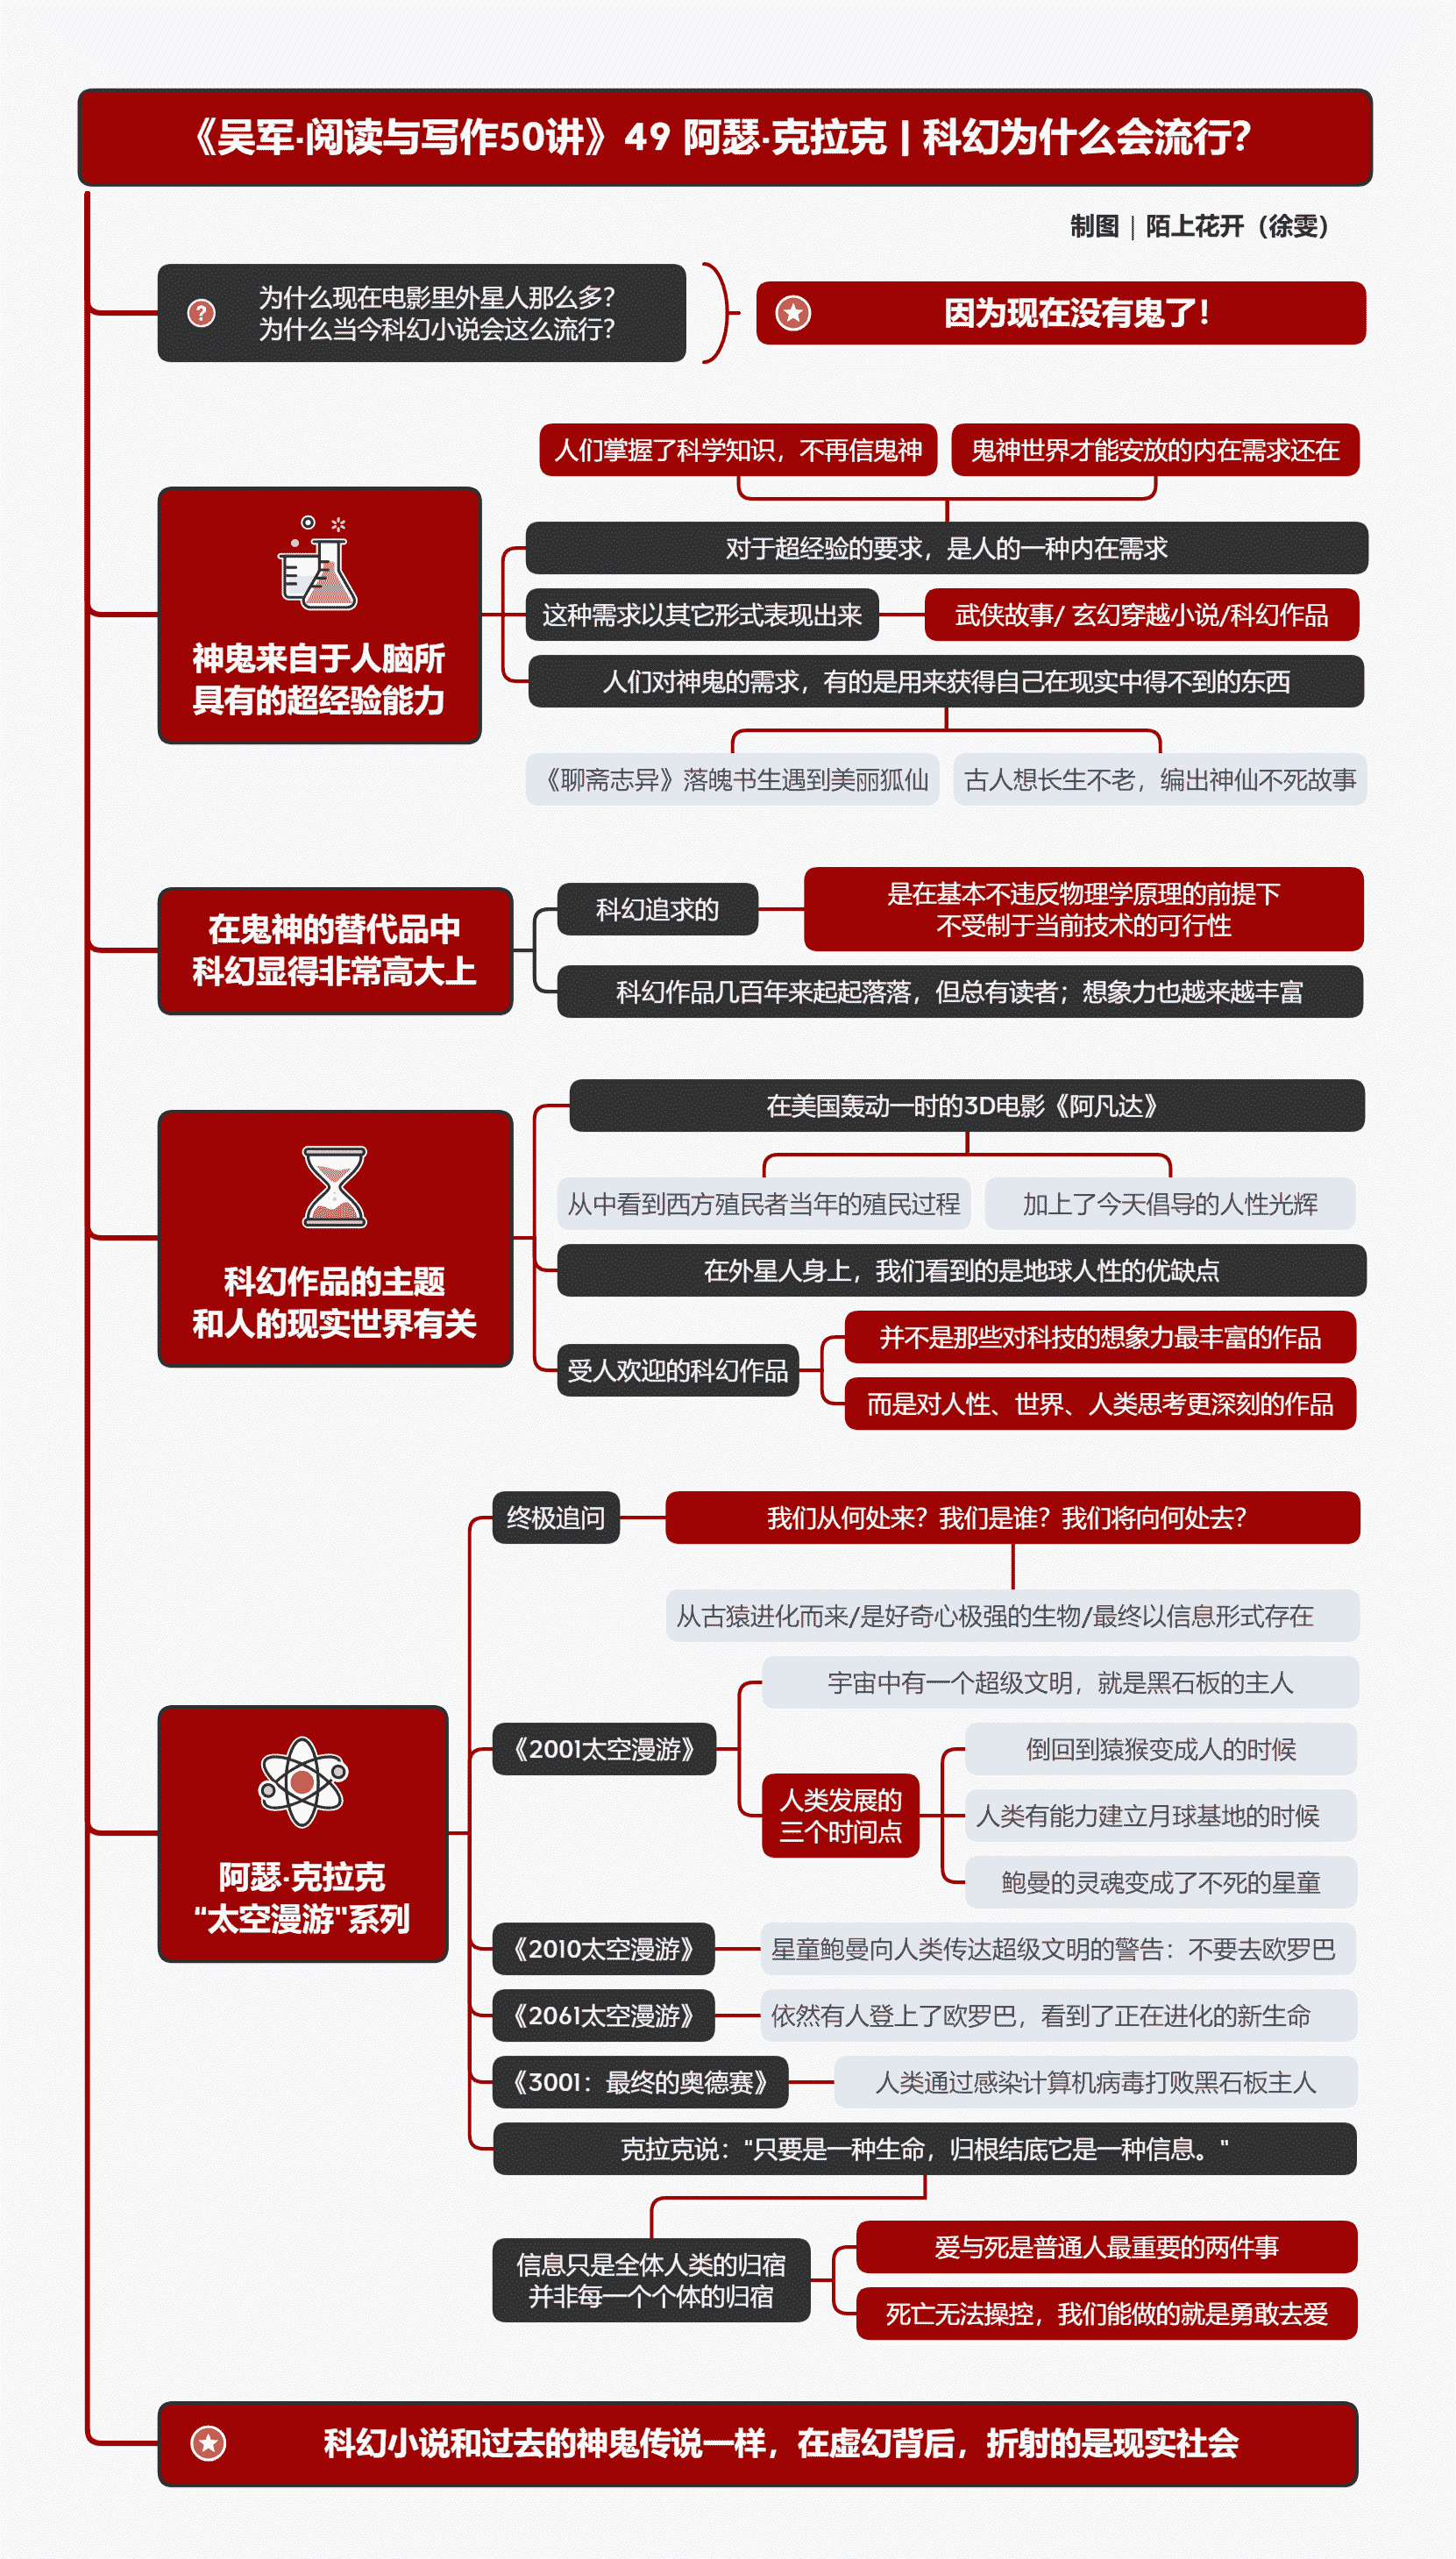 《吴军·阅读与写作50讲》49 阿瑟·克拉克 | 科幻为什么会流行？
制图｜陌上花开（徐雯）
?
为什么现在电影里外星人那么多？
为什么当今科幻小说会这么流行？
因为现在没有鬼了！
人们掌握了科学知识，不再信鬼神
鬼神世界才能安放的内在需求还在
神鬼来自于人脑所
具有的超经验能力
对于超经验的要求，是人的一种内在需求
这种需求以其它形式表现出来
武侠故事/ 玄幻穿越小说/科幻作品
人们对神鬼的需求，有的是用来获得自己在现实中得不到的东西
《聊斋志异》落魄书生遇到美丽狐仙
古人想长生不老，编出神仙不死故事
在鬼神的替代品中
科幻显得非常高大上
科幻追求的
是在基本不违反物理学原理的前提下
不受制于当前技术的可行性
科幻作品几百年来起起落落，但总有读者；想象力也越来越丰富
科幻作品的主题
和人的现实世界有关
在美国轰动一时的3D电影《阿凡达》
从中看到西方殖民者当年的殖民过程
加上了今天倡导的人性光辉
在外星人身上，我们看到的是地球人性的优缺点
受人欢迎的科幻作品
并不是那些对科技的想象力最丰富的作品
而是对人性、世界、人类思考更深刻的作品
阿瑟·克拉克
“太空漫游"系列
终极追问
我们从何处来？我们是谁？我们将向何处去？
从古猿进化而来/是好奇心极强的生物/最终以信息形式存在
《2001太空漫游》
宇宙中有一个超级文明，就是黑石板的主人
人类发展的
三个时间点
倒回到猿猴变成人的时候
人类有能力建立月球基地的时候
鲍曼的灵魂变成了不死的星童
《2010太空漫游》
星童鲍曼向人类传达超级文明的警告：不要去欧罗巴
《2061太空漫游》
依然有人登上了欧罗巴，看到了正在进化的新生命
《3001：最终的奥德赛》
人类通过感染计算机病毒打败黑石板主人
克拉克说："只要是一种生命，归根结底它是一种信息。"
信息只是全体人类的归宿
并非每一个个体的归宿
爱与死是普通人最重要的两件事
死亡无法操控，我们能做的就是勇敢去爱
科幻小说和过去的神鬼传说一样，在虚幻背后，折射的是现实社会